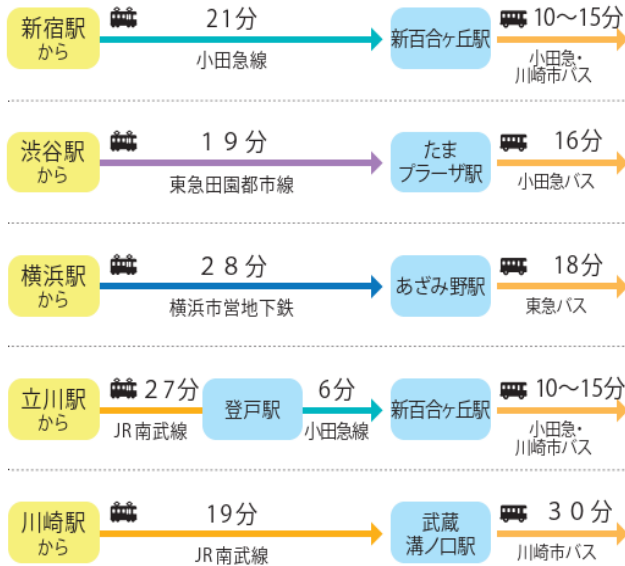 新宿駅
から
21分
小田急線
新百合ヶ丘駅
10〜15分
小田急・
川崎市バス
渋谷駅
から
19分
東急田園都市線
たま
プラーザ駅
16分
小田急バス
横浜駅
から
28分
横浜市営地下鉄
あざみ野駅
18分
東急バス
立川駅
から
27分
JR南武線
登戸駅
6分
小田急線
新百合ヶ丘駅
10〜15分
小田急・
川崎市バス
川崎駅
から
19分
JR南武線
武蔵
溝ノ口駅
30分
川崎市バス